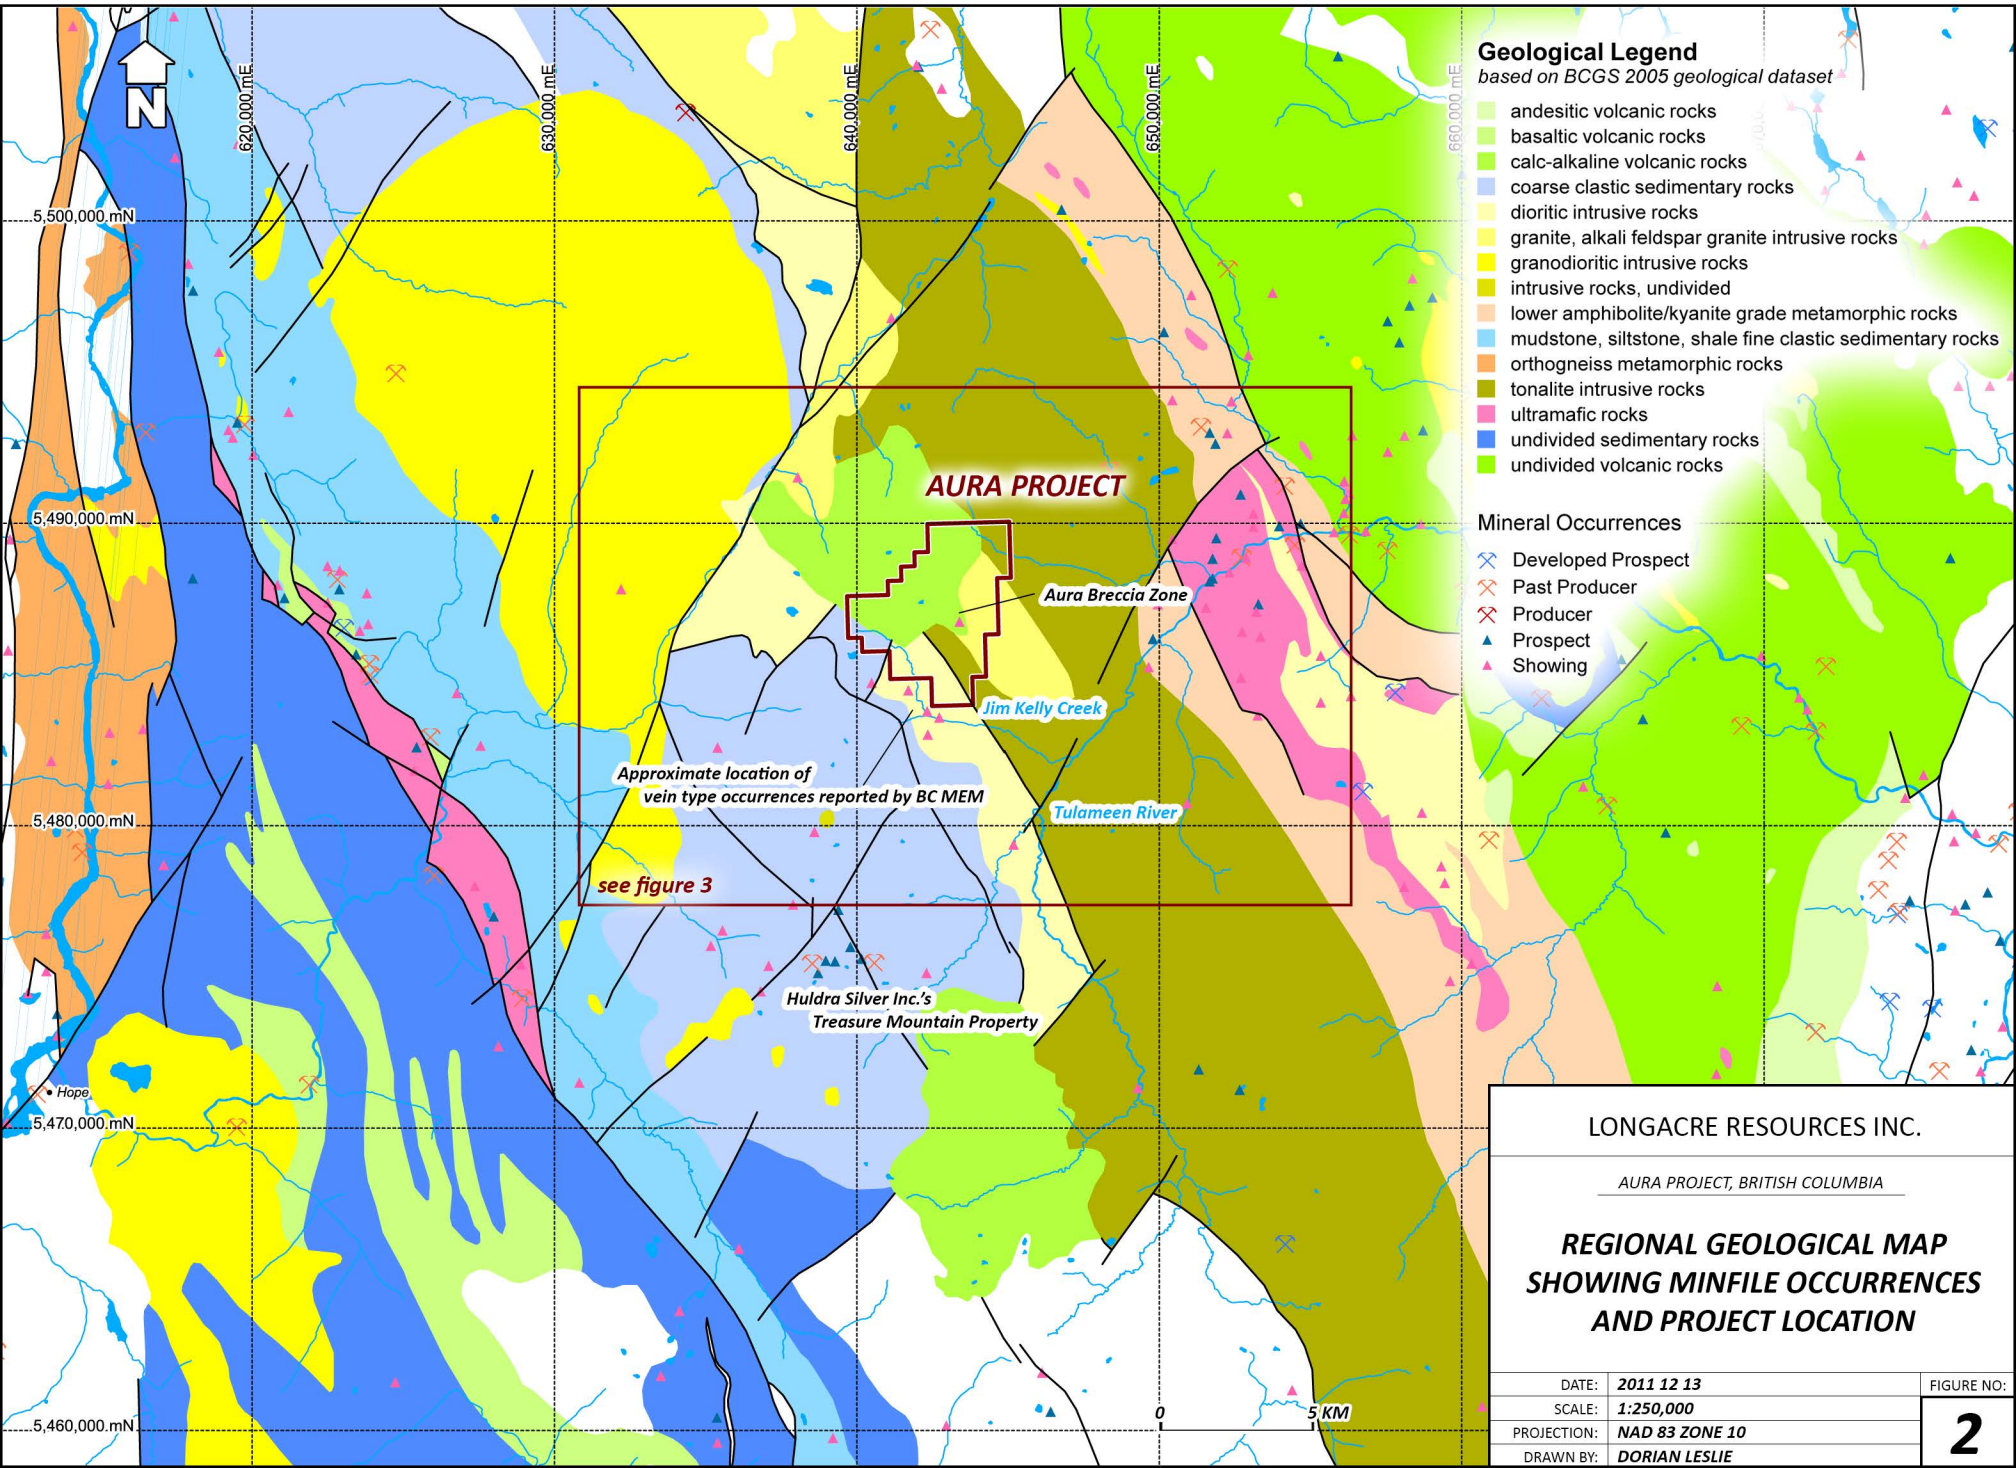 N
620,000 mE
630,000 mE
640,000 mE
650,000 mE
660,000 mE
5,500,000 mN
5,490,000 mN
5,480,000 mN
5,470,000 mN
5,460,000 mN
Geological Legend
based on BCGS 2005 geological dataset
andesitic volcanic rocks
basaltic volcanic rocks
calc-alkaline volcanic rocks
coarse clastic sedimentary rocks
dioritic intrusive rocks
granite, alkali feldspar granite intrusive rocks
granodioritic intrusive rocks
intrusive rocks, undivided
lower amphibolite/kyanite grade metamorphic rocks
mudstone, siltstone, shale fine clastic sedimentary rocks
orthogneiss metamorphic rocks
tonalite intrusive rocks
ultramafic rocks
undivided sedimentary rocks
undivided volcanic rocks
Mineral Occurrences
Developed Prospect
Past Producer
Producer
Prospect
Showing
AURA PROJECT
Aura Breccia Zone
Jim Kelly Creek
Approximate location of
vein type occurrences reported by BC MEM
Tulameen River
see figure 3
Huldra Silver Inc.'s
Treasure Mountain Property
Hope
0 5 KM
LONGACRE RESOURCES INC.
AURA PROJECT, BRITISH COLUMBIA
REGIONAL GEOLOGICAL MAP
SHOWING MINFILE OCCURRENCES
AND PROJECT LOCATION
DATE: 2011 12 13
SCALE: 1:250,000
PROJECTION: NAD 83 ZONE 10
DRAWN BY: DORIAN LESLIE
FIGURE NO:
2